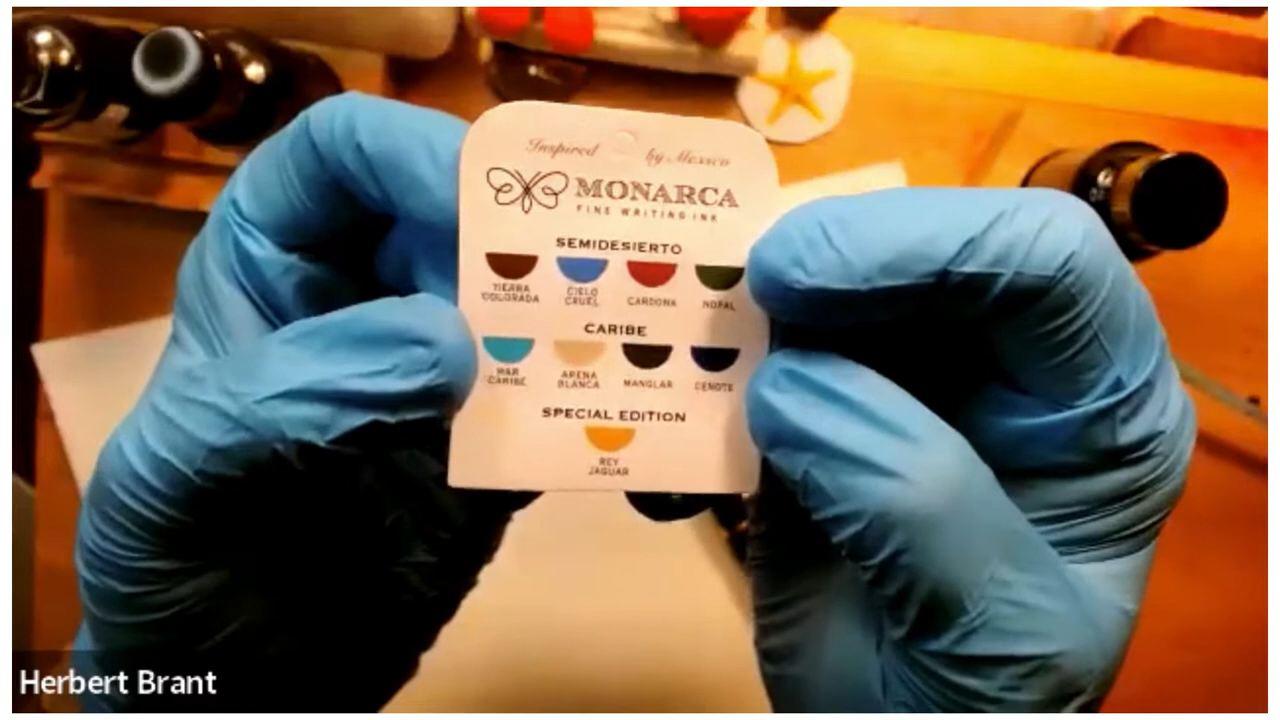 Inspired by Mexico
MONARCA
FINE WRITING INK
SEMIDESIERTO
TIERRA COLORADA
CIELO CRUEL
CARDONA
NOPAL
CARIBE
MAR CARIBE
ARENA BLANCA
MANGLAR
CENOTE
SPECIAL EDITION
REY JAGUAR
Herbert Brant